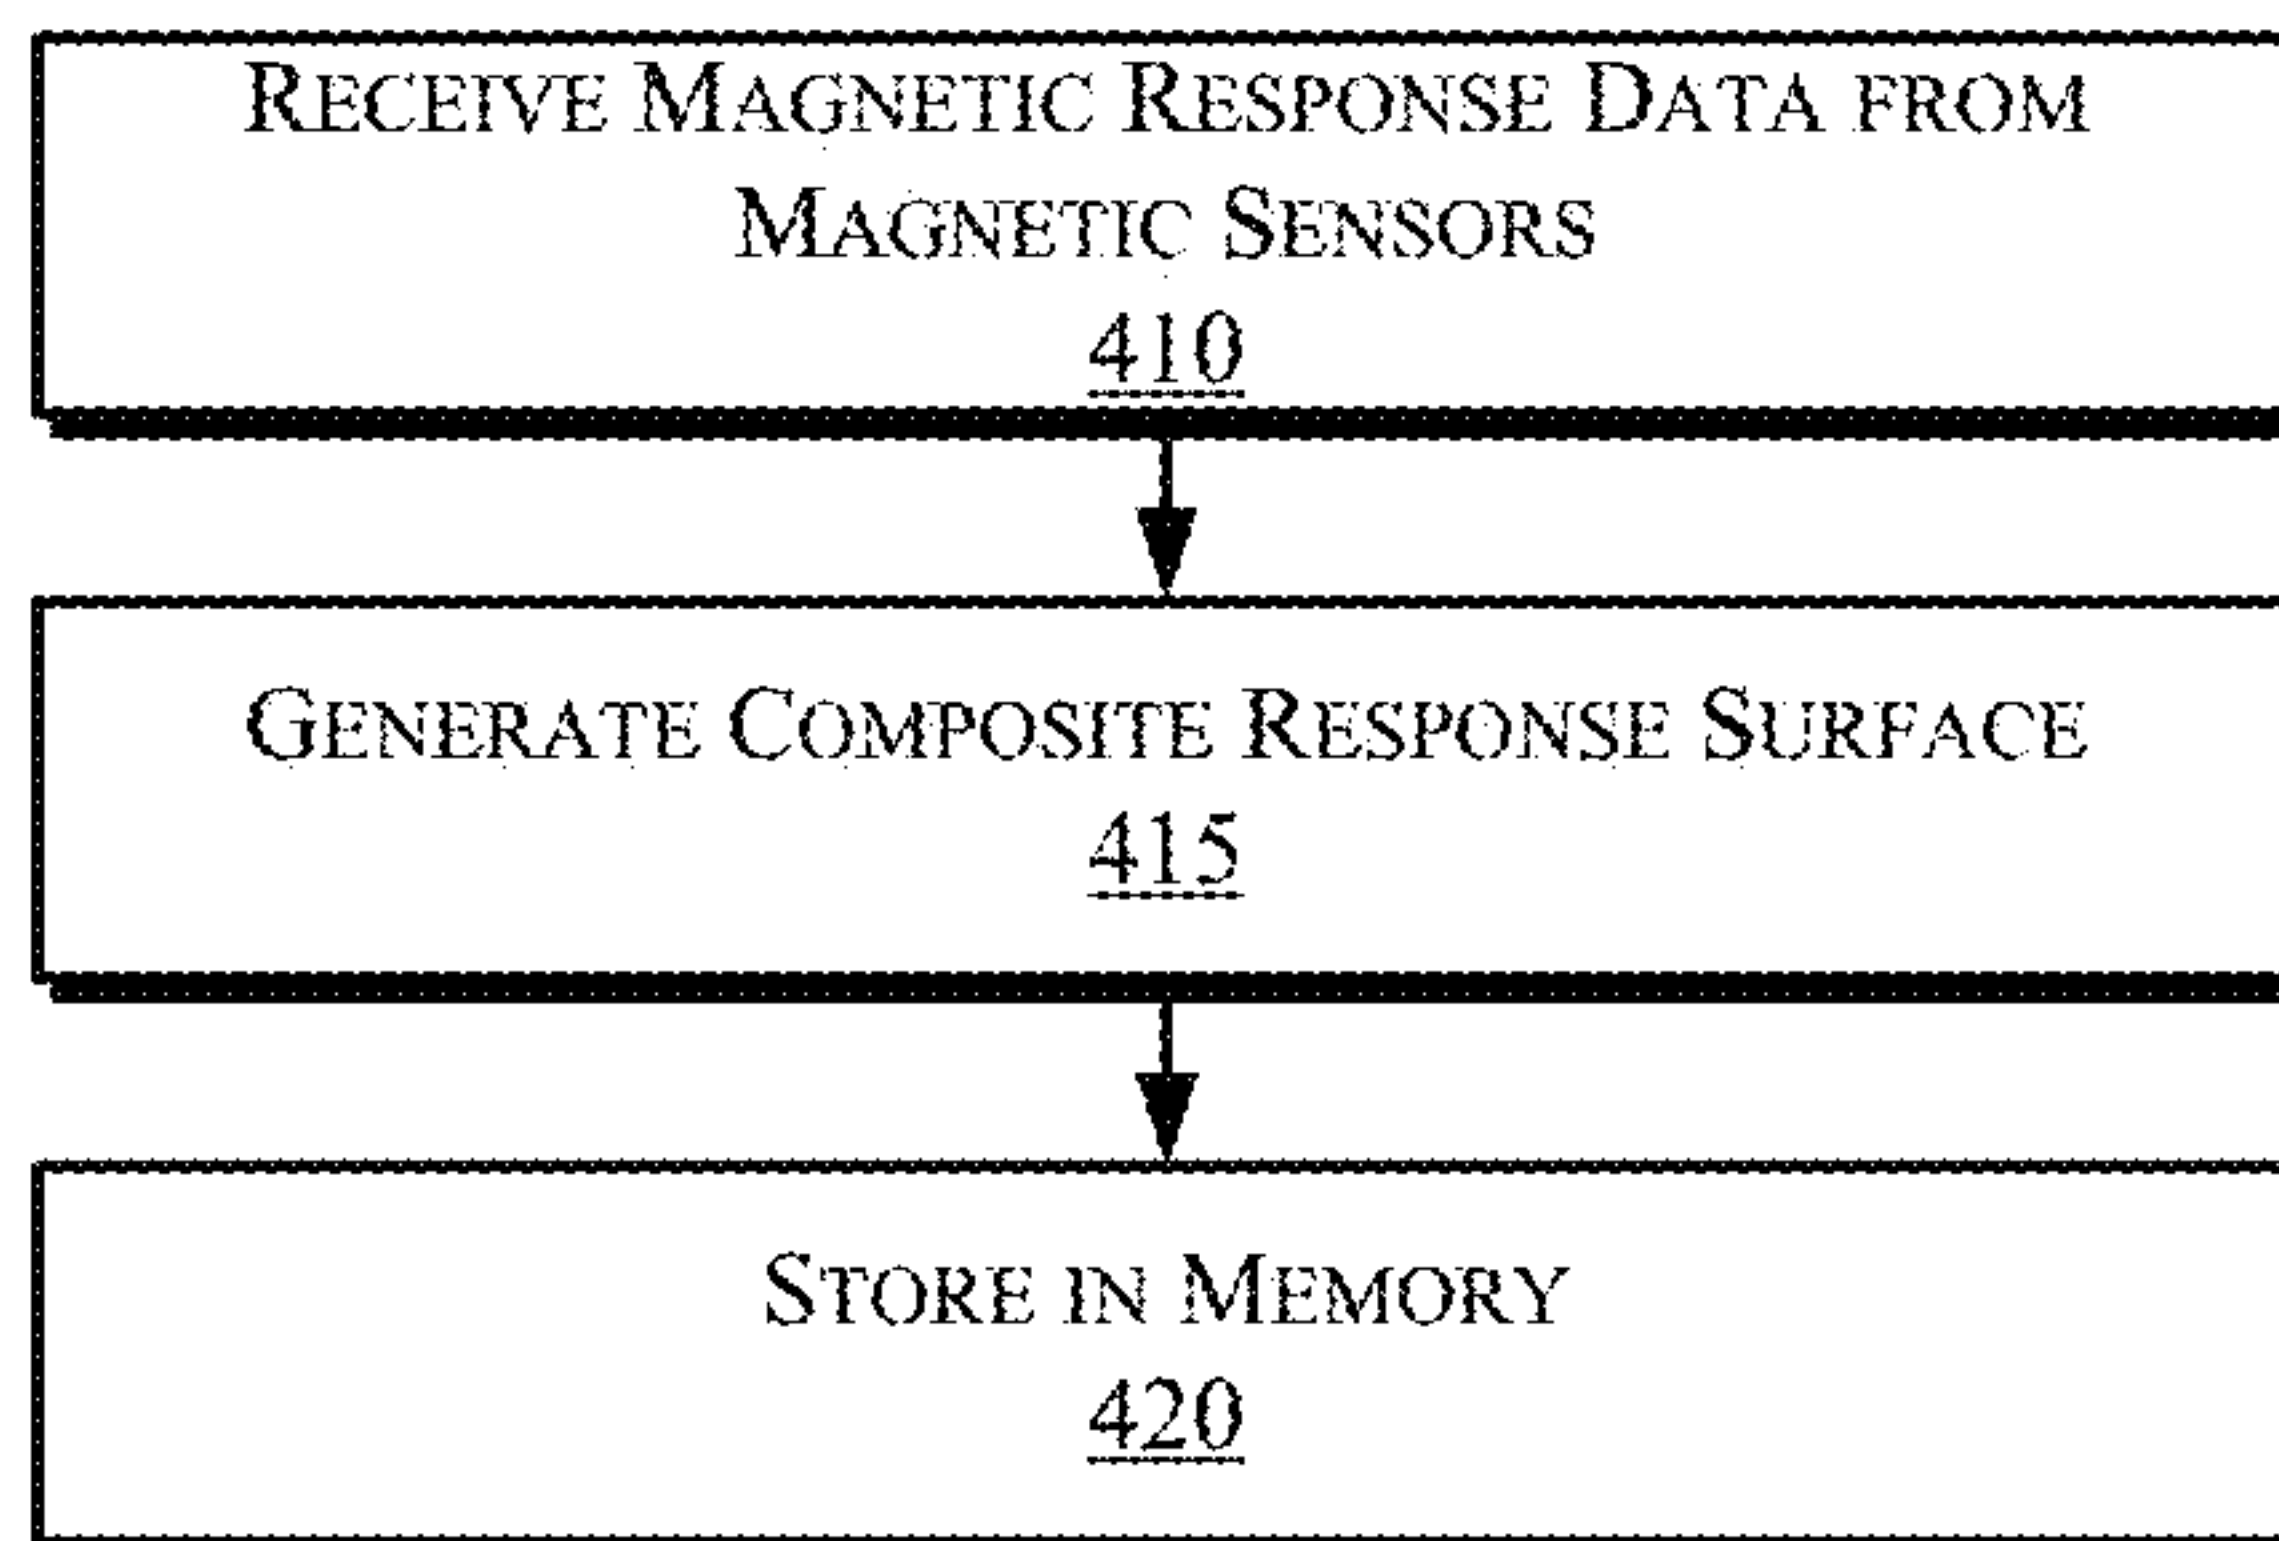 RECEIVE MAGNETIC RESPONSE DATA FROM
MAGNETIC SENSORS
410
GENERATE COMPOSITE RESPONSE SURFACE
415
STORE IN MEMORY
420